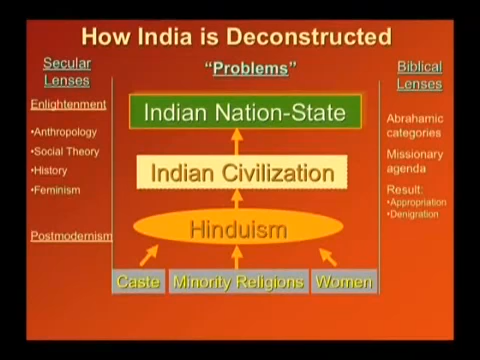 How India is Deconstructed
Secular
Lenses
Enlightenment
•Anthropology
•Social Theory
•History
•Feminism
Postmodernism
"Problems"
Indian Nation-State
Indian Civilization
Hinduism
Caste
Minority Religions
Women
Biblical
Lenses
Abrahamic
categories
Missionary
agenda
Result:
•Appropriation
•Denigration